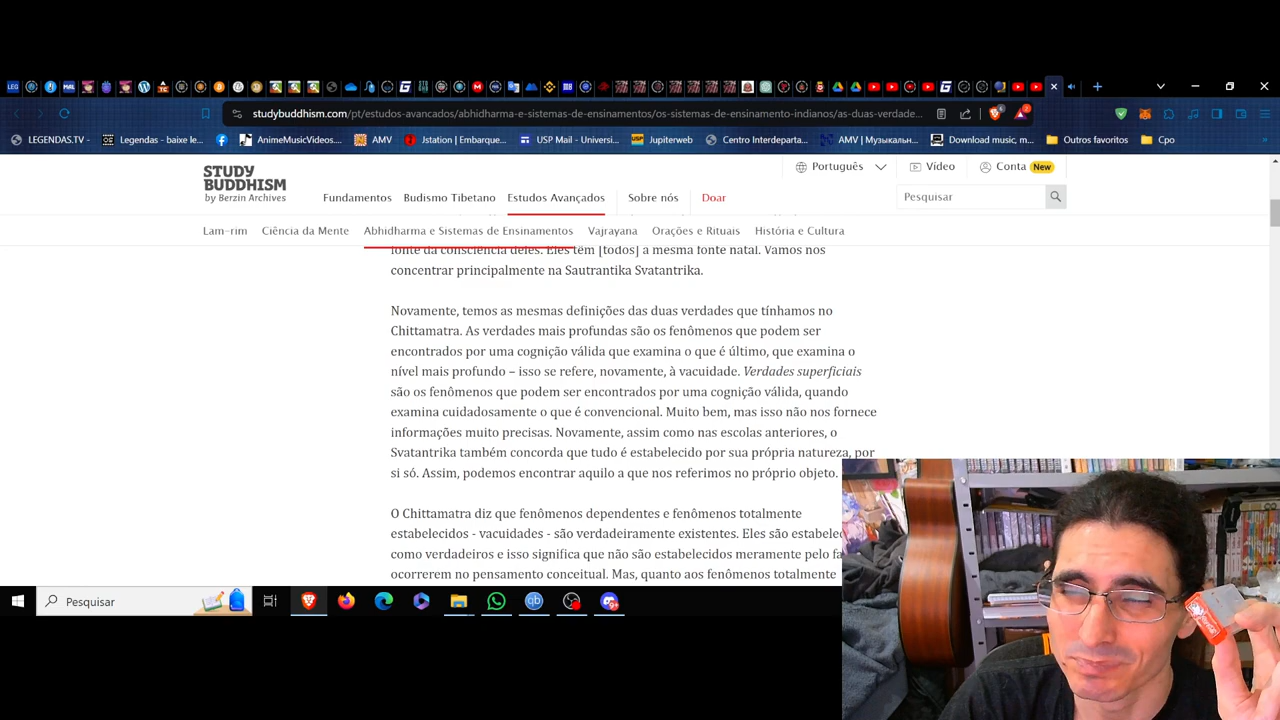 LEG
MAL
studybuddhism.com/pt/estudos-avancados/abhidharma-e-sistemas-de-ensinamentos/os-sistemas-de-ensinamento-indianos/as-duas-verdade...
LEGENDAS.TV -
Legendas - baixe le...
AnimeMusicVideos....
AMV
Jstation | Embarque...
USP Mail - Universi...
Jupiterweb
Centro Interdeparta...
AMV | Музыкальн...
Download music, m...
Outros favoritos
Cpo
STUDY
BUDDHISM
by Berzin Archives
Português
Vídeo
Conta New
Fundamentos
Budismo Tibetano
Estudos Avançados
Sobre nós
Doar
Pesquisar
Lam-rim
Ciência da Mente
Abhidharma e Sistemas de Ensinamentos
Vajrayana
Orações e Rituais
História e Cultura
fonte da consciência deles. Eles têm [todos] a mesma fonte natal. Vamos nos
concentrar principalmente na Sautrantika Svatantrika.
Novamente, temos as mesmas definições das duas verdades que tínhamos no
Chittamatra. As verdades mais profundas são os fenômenos que podem ser
encontrados por uma cognição válida que examina o que é último, que examina o
nível mais profundo – isso se refere, novamente, à vacuidade. Verdades superficiais
são os fenômenos que podem ser encontrados por uma cognição válida, quando
examina cuidadosamente o que é convencional. Muito bem, mas isso não nos fornece
informações muito precisas. Novamente, assim como nas escolas anteriores, o
Svatantrika também concorda que tudo é estabelecido por sua própria natureza, por
si só. Assim, podemos encontrar aquilo a que nos referimos no próprio objeto.
O Chittamatra diz que fenômenos dependentes e fenômenos totalmente
estabelecidos - vacuidades - são verdadeiramente existentes. Eles são estabelec
como verdadeiros e isso significa que não são estabelecidos meramente pelo fa
ocorrerem no pensamento conceitual. Mas, quanto aos fenômenos totalmente
Pesquisar